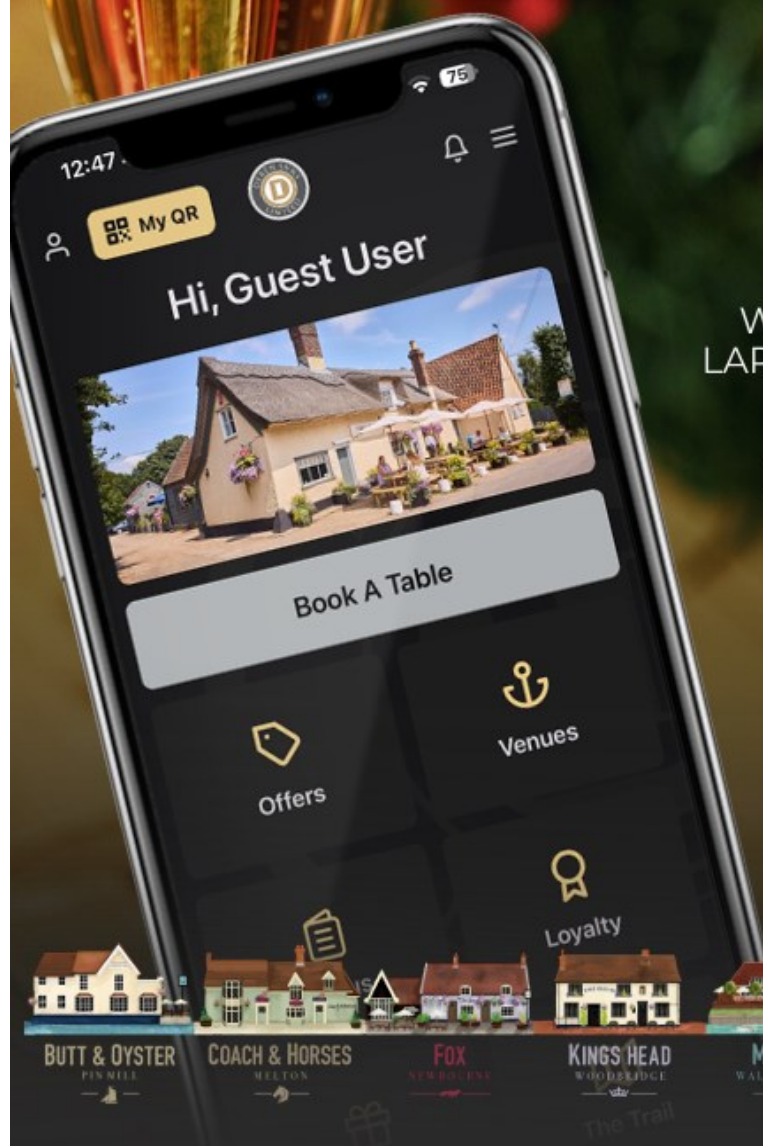 12:47
75
My QR
Hi, Guest User
Book A Table
Offers
Venues
Loyalty
BUTT & OYSTER
PIN MILL
COACH & HORSES
MELTON
FOX
NEWBOURNE
KINGS HEAD
WOODBRIDGE
The Trail